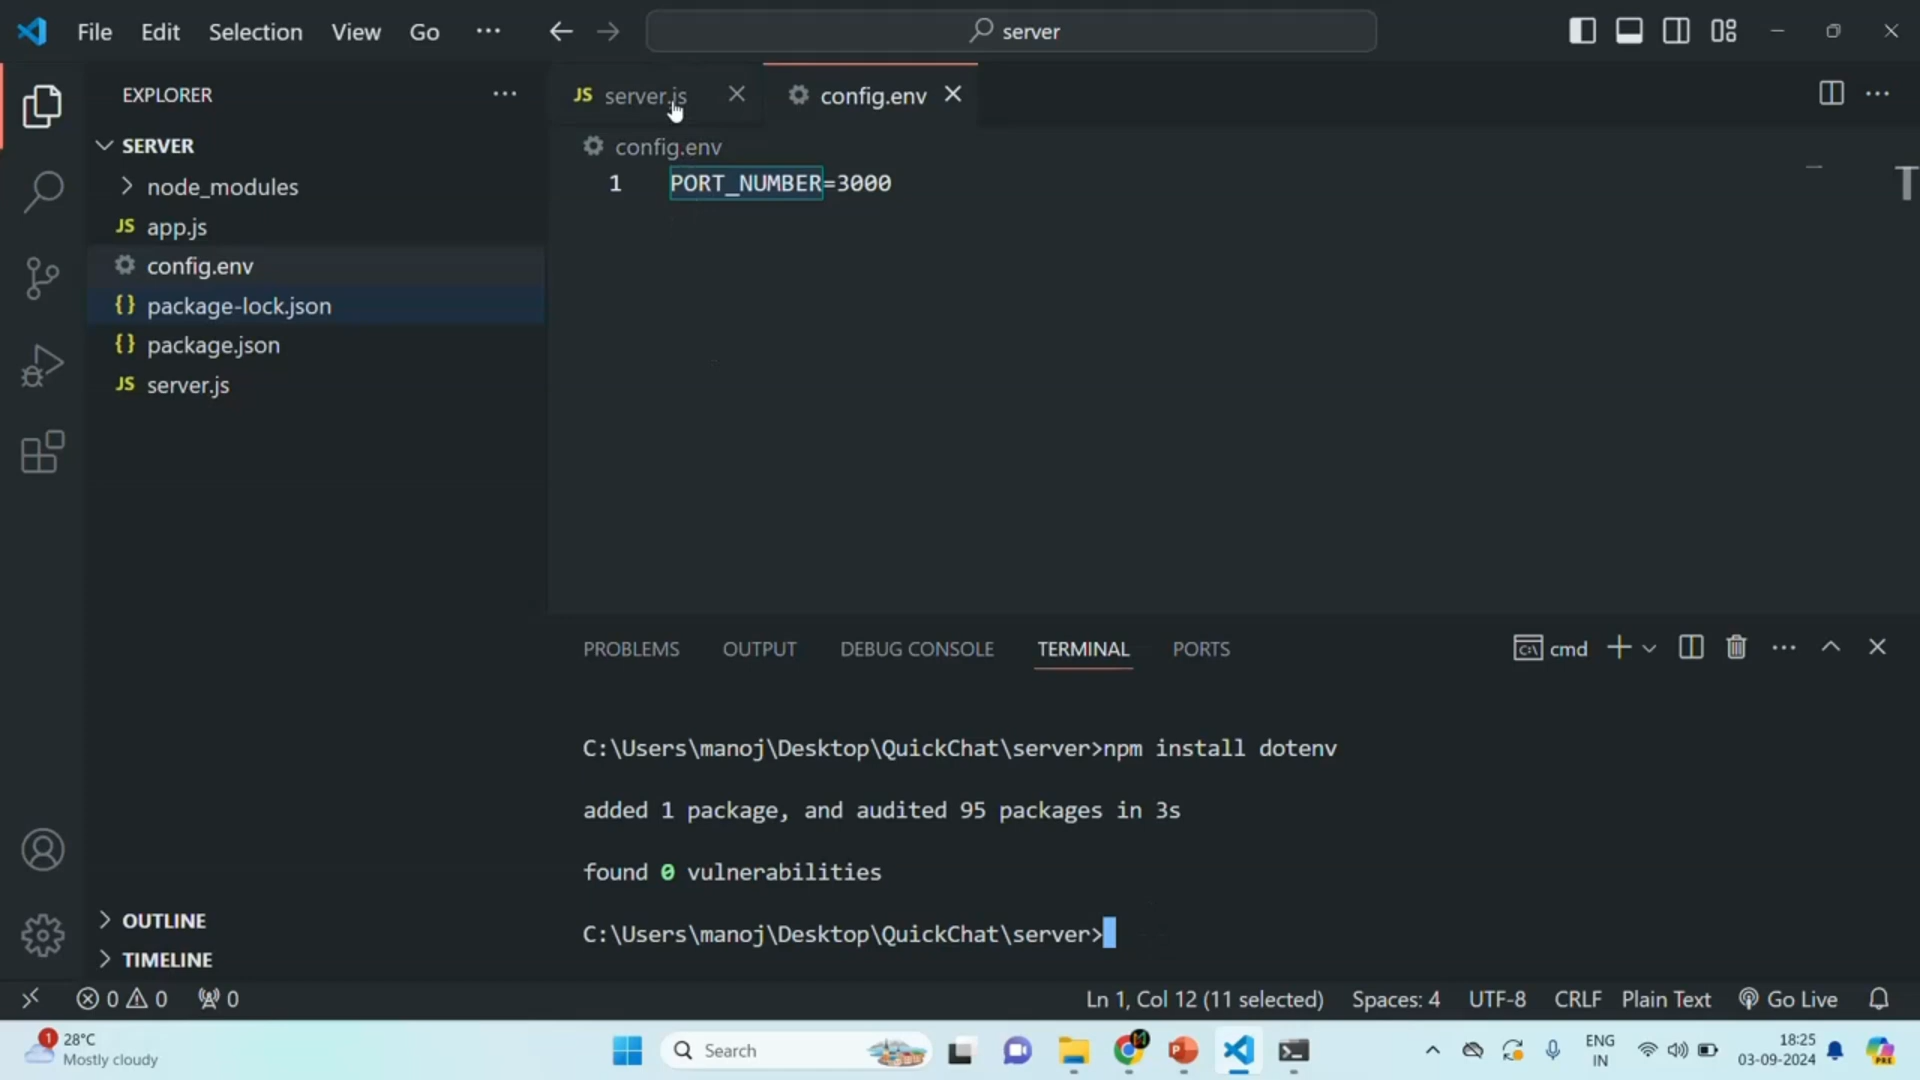 File Edit Selection View Go ··· server
EXPLORER ···
SERVER
node_modules
JS app.js
config.env
{} package-lock.json
{} package.json
JS server.js
OUTLINE
TIMELINE
JS server.js config.env
config.env
1 PORT_NUMBER=3000
T
PROBLEMS OUTPUT DEBUG CONSOLE TERMINAL PORTS cmd
C:\Users\manoj\Desktop\QuickChat\server>npm install dotenv
added 1 package, and audited 95 packages in 3s
found 0 vulnerabilities
C:\Users\manoj\Desktop\QuickChat\server>
0 0 0 Ln 1, Col 12 (11 selected) Spaces: 4 UTF-8 CRLF Plain Text Go Live
1 28°C
Mostly cloudy
Search
ENG
IN
18:25
03-09-2024
PRE